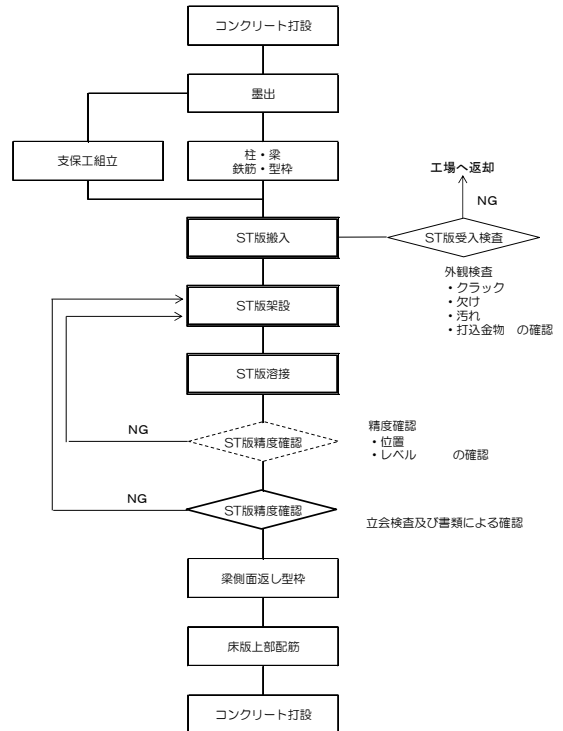 コンクリート打設
墨出
支保工組立
柱・梁
鉄筋・型枠
工場へ返却
NG
ST版搬入
ST版受入検査
外観検査
・クラック
・欠け
・汚れ
・打込金物　の確認
ST版架設
ST版溶接
NG
ST版精度確認
精度確認
・位置
・レベル　　の確認
NG
ST版精度確認
立会検査及び書類による確認
梁側面返し型枠
床版上部配筋
コンクリート打設